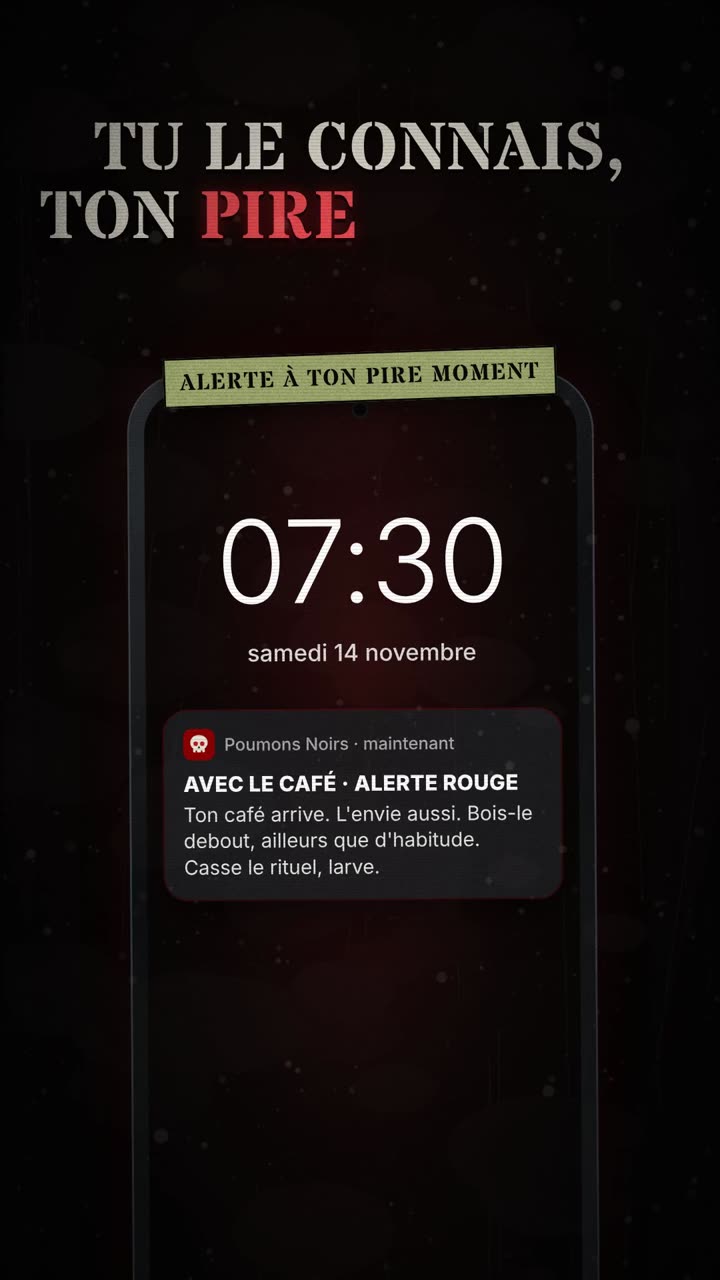 TU LE CONNAIS,
TON PIRE
ALERTE À TON PIRE MOMENT
07:30
samedi 14 novembre
Poumons Noirs · maintenant
AVEC LE CAFÉ · ALERTE ROUGE
Ton café arrive. L'envie aussi. Bois-le
debout, ailleurs que d'habitude.
Casse le rituel, larve.